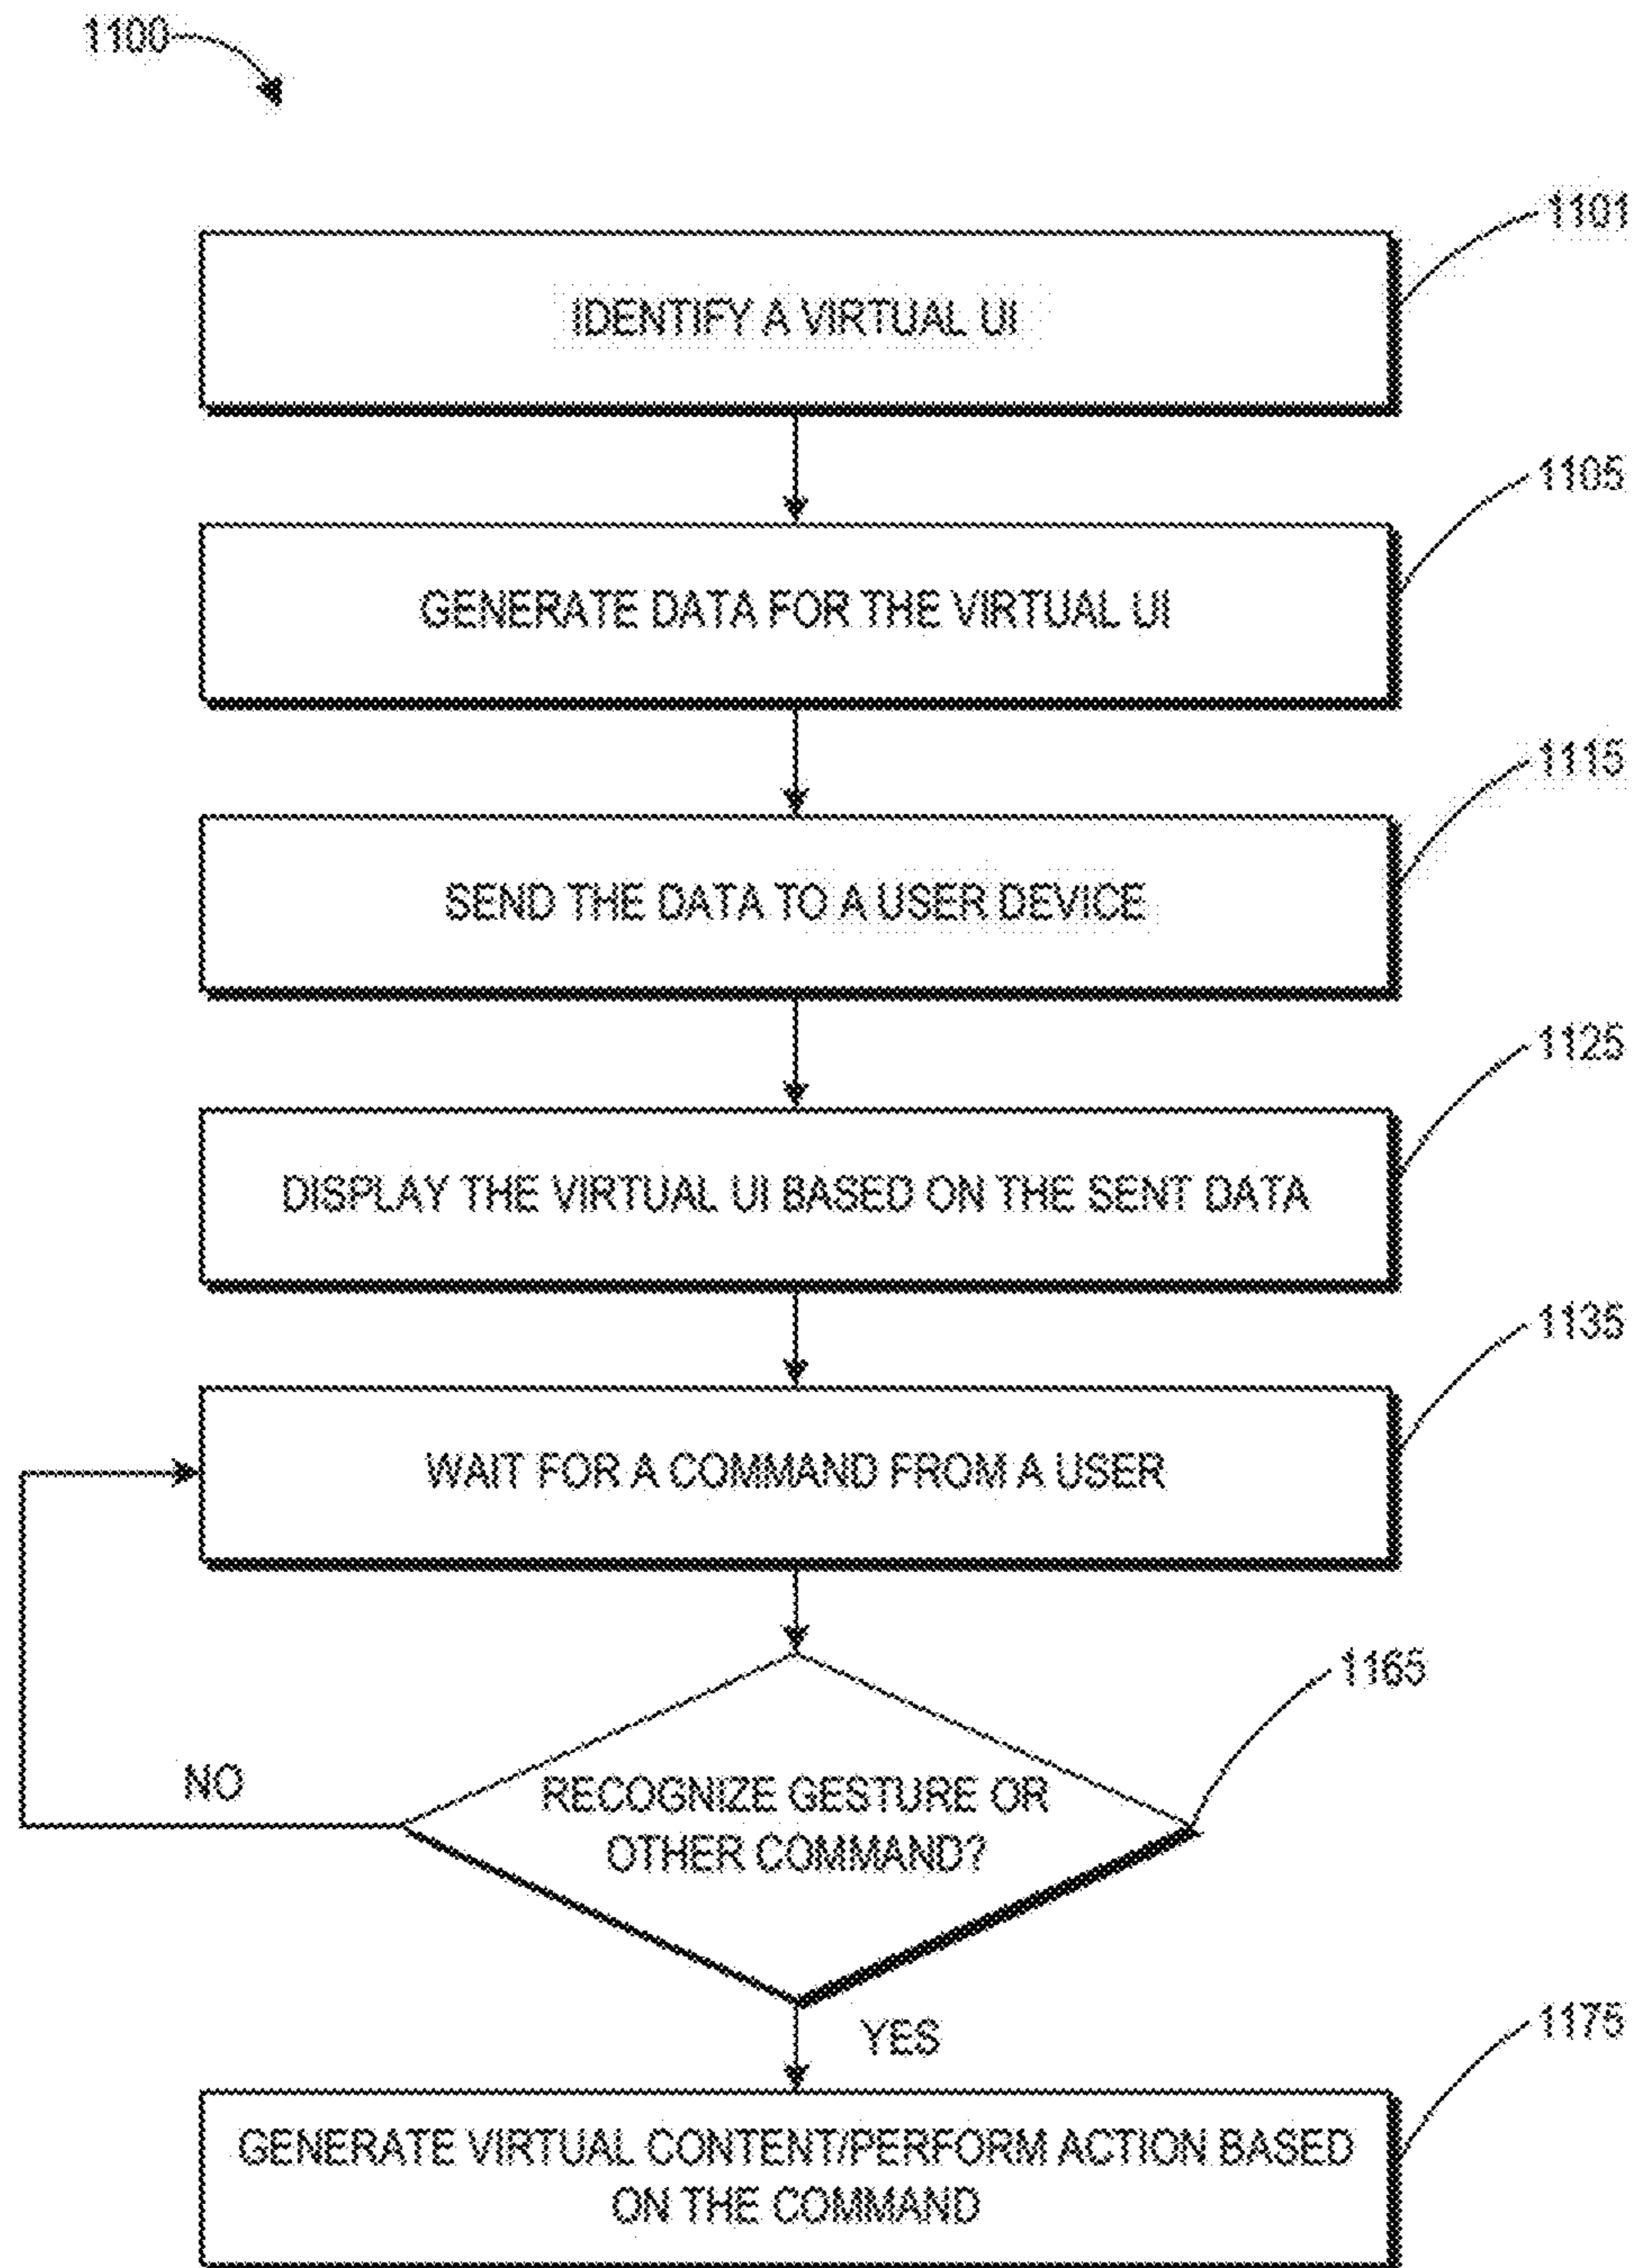 1100
1101
IDENTIFY A VIRTUAL UI
1105
GENERATE DATA FOR THE VIRTUAL UI
1115
SEND THE DATA TO A USER DEVICE
1125
DISPLAY THE VIRTUAL UI BASED ON THE SENT DATA
1135
WAIT FOR A COMMAND FROM A USER
1165
NO
RECOGNIZE GESTURE OR
OTHER COMMAND?
YES
1175
GENERATE VIRTUAL CONTENT/PERFORM ACTION BASED
ON THE COMMAND